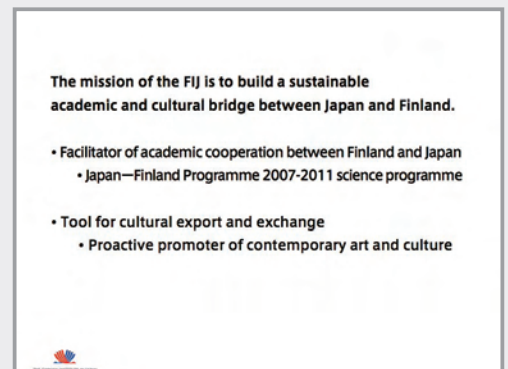 The mission of the FIJ is to build a sustainable
academic and cultural bridge between Japan and Finland.
• Facilitator of academic cooperation between Finland and Japan
• Japan—Finland Programme 2007-2011 science programme
• Tool for cultural export and exchange
• Proactive promoter of contemporary art and culture